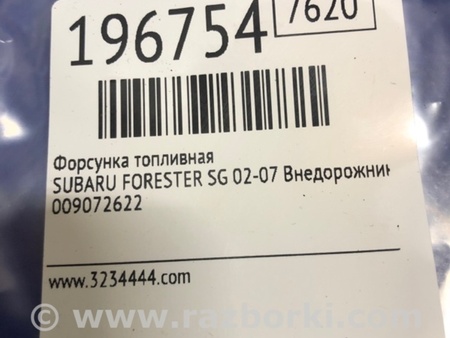 196754
7620
Форсунка топливная
SUBARU FORESTER SG 02-07 Внедорожник
009072622
www.3234444.com
© www.razborki.com